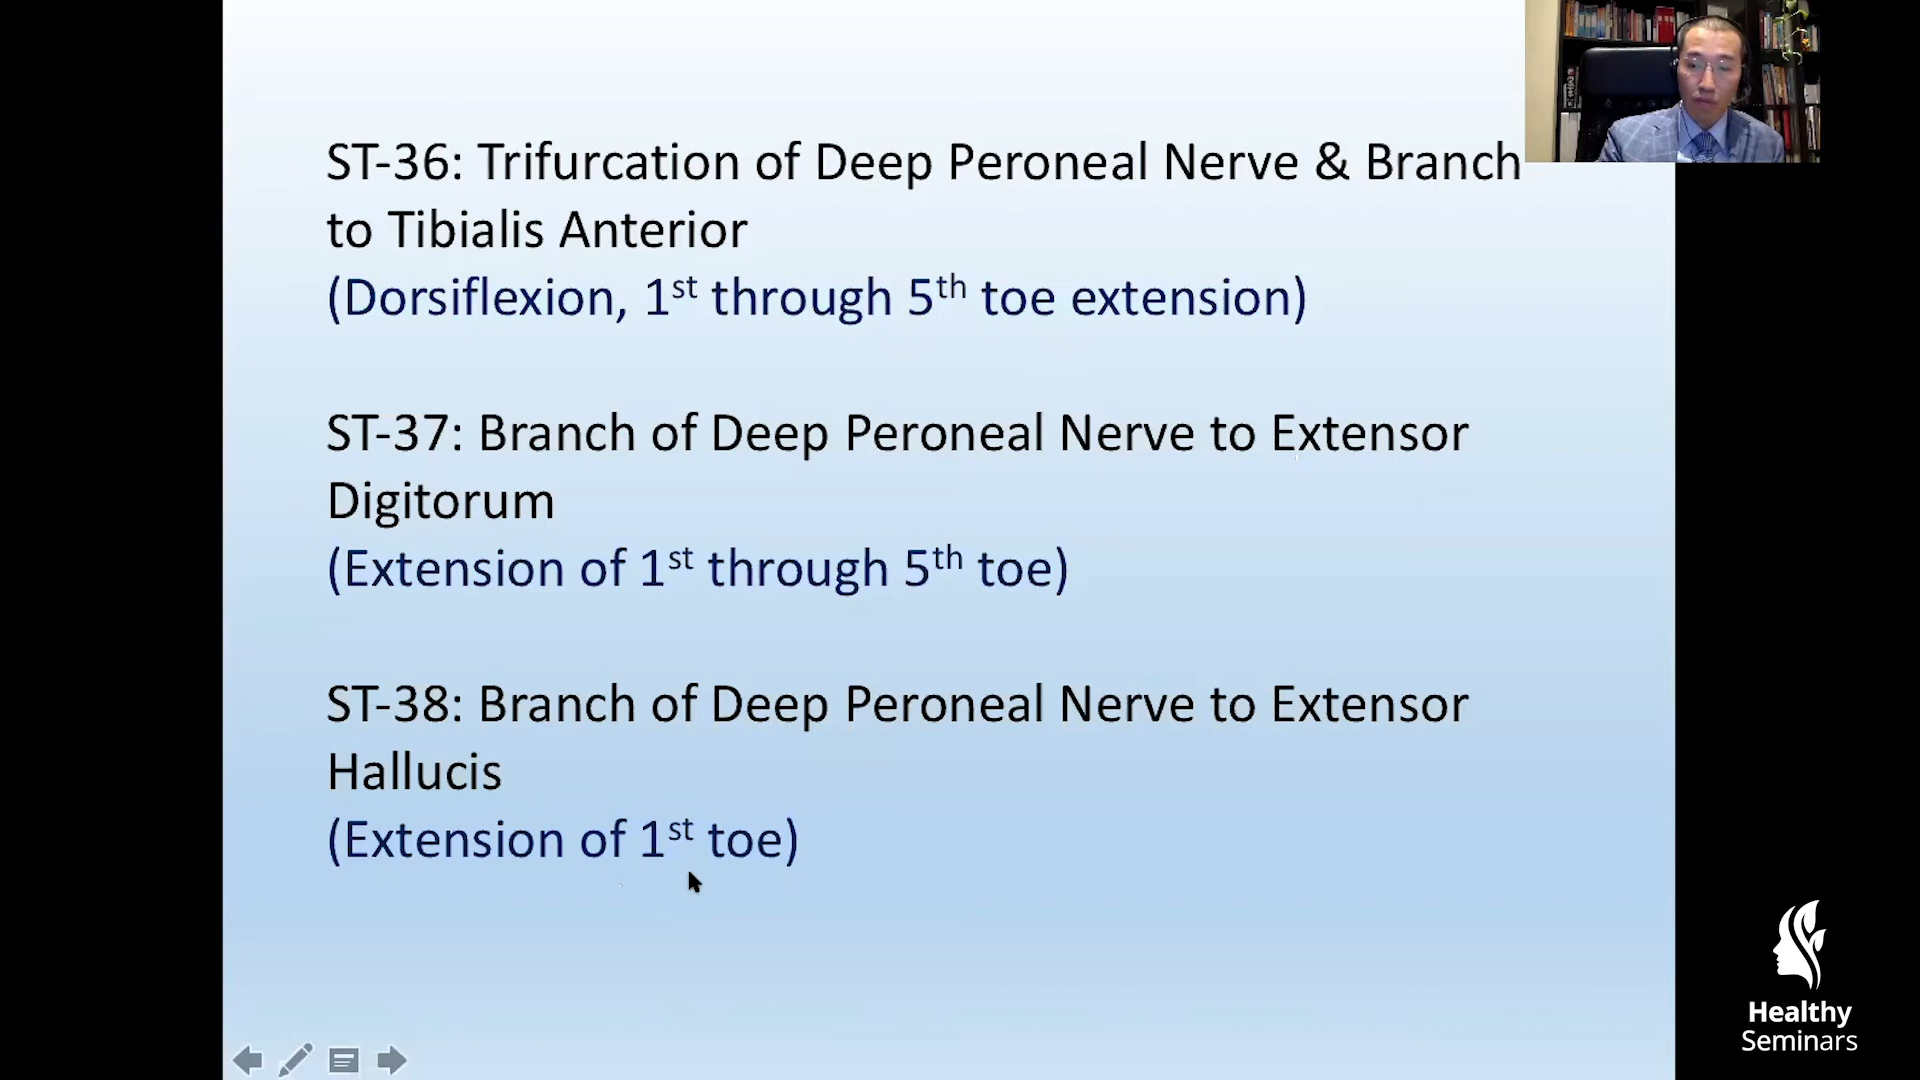 ST-36: Trifurcation of Deep Peroneal Nerve & Branch
to Tibialis Anterior
(Dorsiflexion, 1st through 5th toe extension)
ST-37: Branch of Deep Peroneal Nerve to Extensor
Digitorum
(Extension of 1st through 5th toe)
ST-38: Branch of Deep Peroneal Nerve to Extensor
Hallucis
(Extension of 1st toe)
Healthy
Seminars